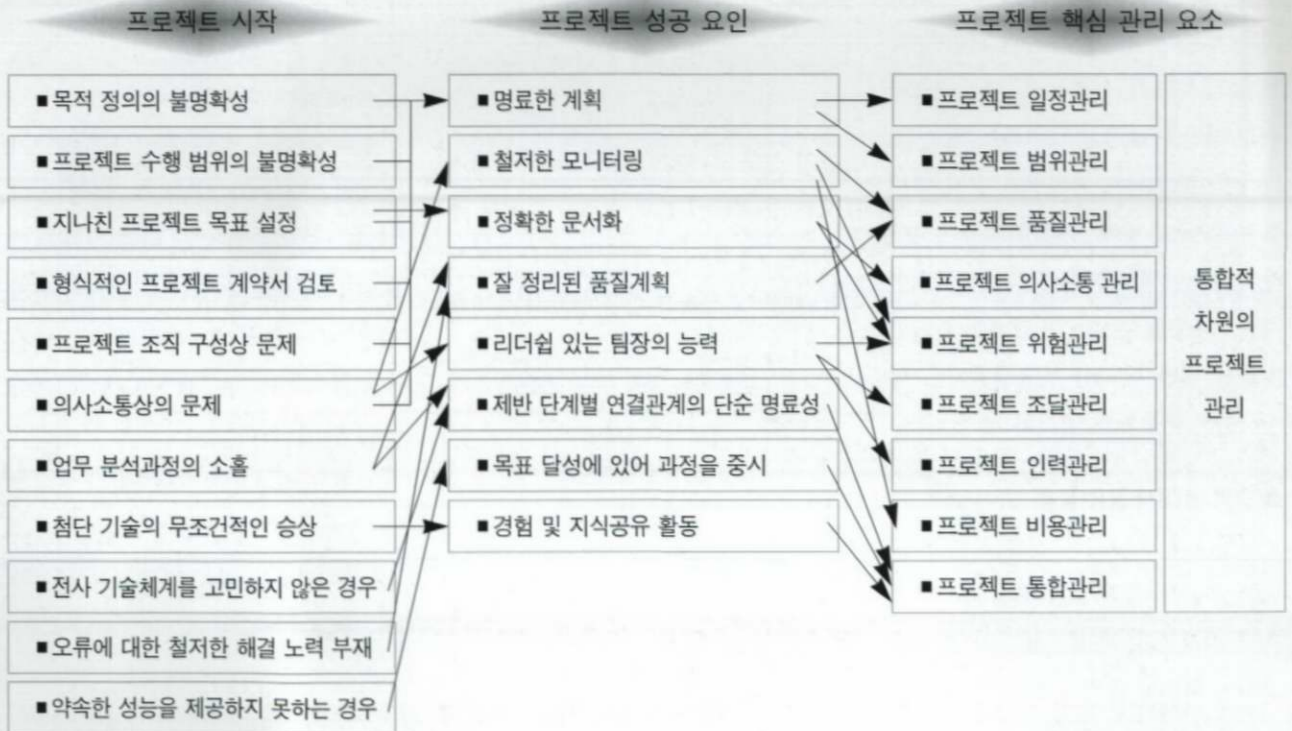 프로젝트 시작
프로젝트 성공 요인
프로젝트 핵심 관리 요소
■ 목적 정의의 불명확성
■ 프로젝트 수행 범위의 불명확성
■ 지나친 프로젝트 목표 설정
■ 형식적인 프로젝트 계약서 검토
■ 프로젝트 조직 구성상 문제
■ 의사소통상의 문제
■ 업무 분석과정의 소홀
■ 첨단 기술의 무조건적인 숭상
■ 전사 기술체계를 고민하지 않은 경우
■ 오류에 대한 철저한 해결 노력 부재
■ 약속한 성능을 제공하지 못하는 경우
■ 명료한 계획
■ 철저한 모니터링
■ 정확한 문서화
■ 잘 정리된 품질계획
■ 리더쉽 있는 팀장의 능력
■ 제반 단계별 연결관계의 단순 명료성
■ 목표 달성에 있어 과정을 중시
■ 경험 및 지식공유 활동
■ 프로젝트 일정관리
■ 프로젝트 범위관리
■ 프로젝트 품질관리
■ 프로젝트 의사소통 관리
■ 프로젝트 위험관리
■ 프로젝트 조달관리
■ 프로젝트 인력관리
■ 프로젝트 비용관리
■ 프로젝트 통합관리
통합적
차원의
프로젝트
관리